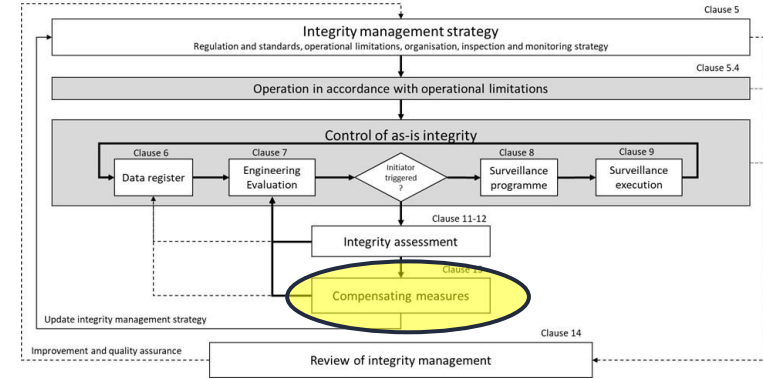 Clause 5
Integrity management strategy
Regulation and standards, operational limitations, organisation, inspection and monitoring strategy
Clause 5.4
Operation in accordance with operational limitations
Control of as-is integrity
Clause 6
Clause 7
Clause 8
Clause 9
Data register
Engineering
Evaluation
Initiator
triggered
?
Surveillance
programme
Surveillance
execution
Clause 11-12
Integrity assessment
Clause 13
Compensating measures
Update integrity management strategy
Clause 14
Improvement and quality assurance
Review of integrity management